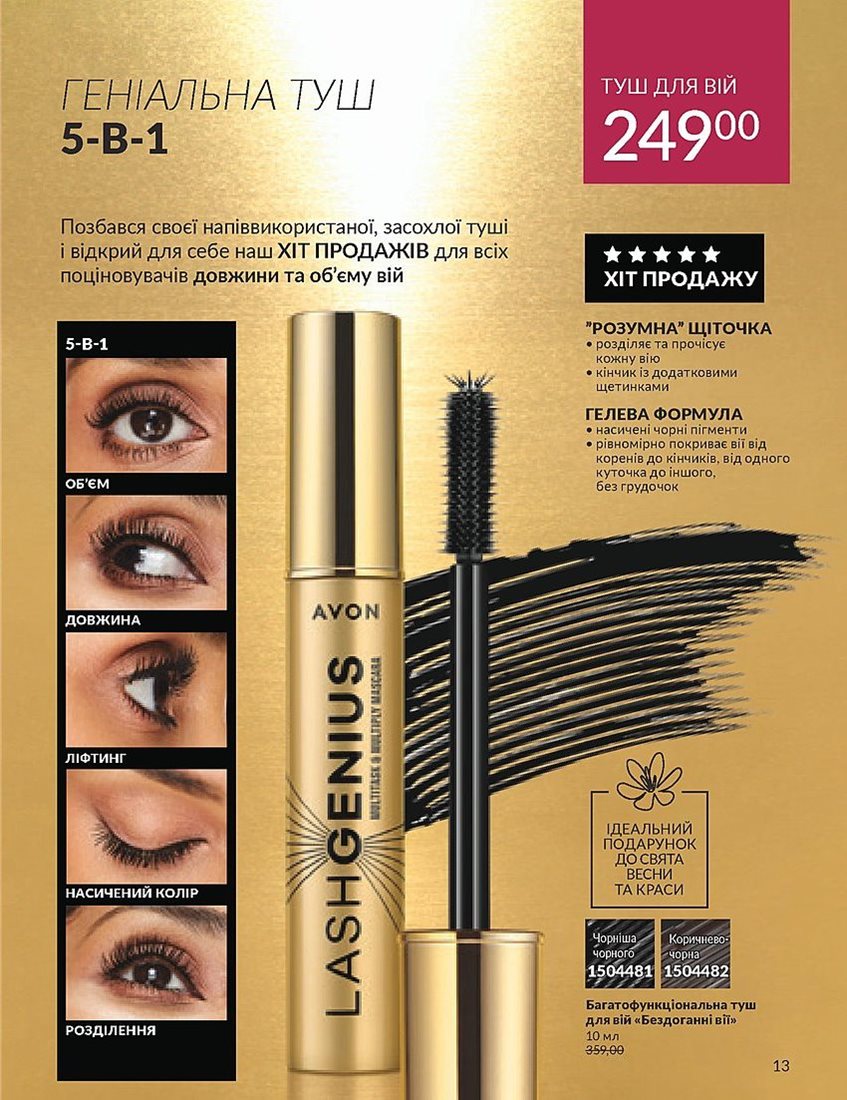 ГЕНІАЛЬНА ТУШ
5-В-1
ТУШ ДЛЯ ВІЙ
249⁰⁰
Позбався своєї напіввикористаної, засохлої туші
і відкрий для себе наш ХІТ ПРОДАЖІВ для всіх
поціновувачів довжини та об’єму вій
★★★★★
ХІТ ПРОДАЖУ
”РОЗУМНА” ЩІТОЧКА
• розділяє та прочісує
кожну вію
• кінчик із додатковими
щетинками
ГЕЛЕВА ФОРМУЛА
• насичені чорні пігменти
• рівномірно покриває вії від
коренів до кінчиків, від одного
куточка до іншого,
без грудочок
5-В-1
ОБ’ЄМ
ДОВЖИНА
ЛІФТИНГ
НАСИЧЕНИЙ КОЛІР
РОЗДІЛЕННЯ
AVON
LASHGENIUS
MULTITASK & MULTIPLY MASCARA
ІДЕАЛЬНИЙ
ПОДАРУНОК
ДО СВЯТА
ВЕСНИ
ТА КРАСИ
Чорніша
чорного
1504481
Коричнево-
чорна
1504482
Багатофункціональна туш
для вій «Бездоганні вії»
10 мл
359,00
13